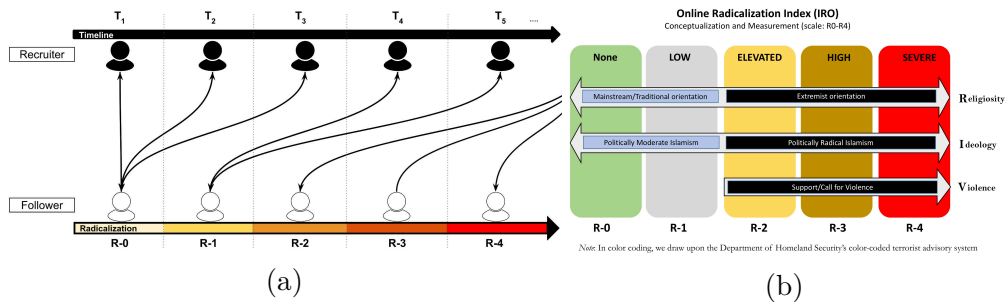 T1 T2 T3 T4 T5 ....
Timeline
Recruiter
Follower
Radicalization
R-0 R-1 R-2 R-3 R-4
(a)
Online Radicalization Index (IRO)
Conceptualization and Measurement (scale: R0-R4)
None LOW ELEVATED HIGH SEVERE
Mainstream/Traditional orientation Extremist orientation Religiosity
Politically Moderate Islamism Politically Radical Islamism Ideology
Support/Call for Violence Violence
R-0 R-1 R-2 R-3 R-4
Note: In color coding, we draw upon the Department of Homeland Security's color-coded terrorist advisory system
(b)